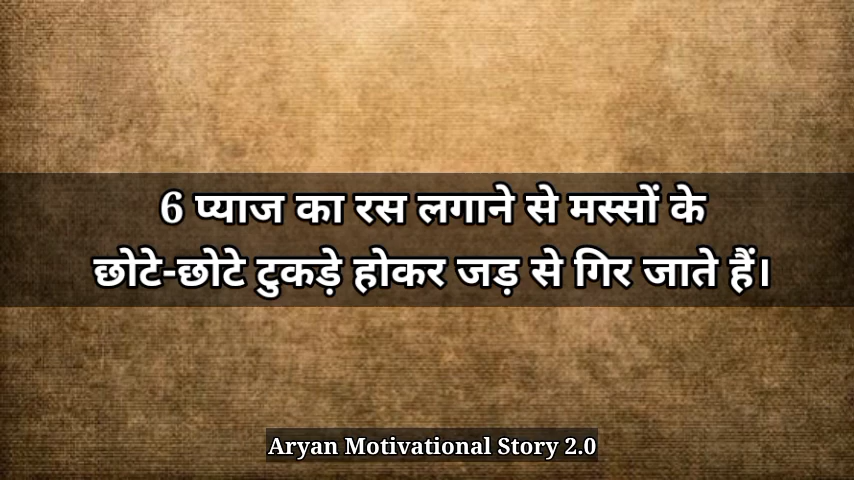 6 प्याज का रस लगाने से मस्सों के
छोटे-छोटे टुकड़े होकर जड़ से गिर जाते हैं।
Aryan Motivational Story 2.0